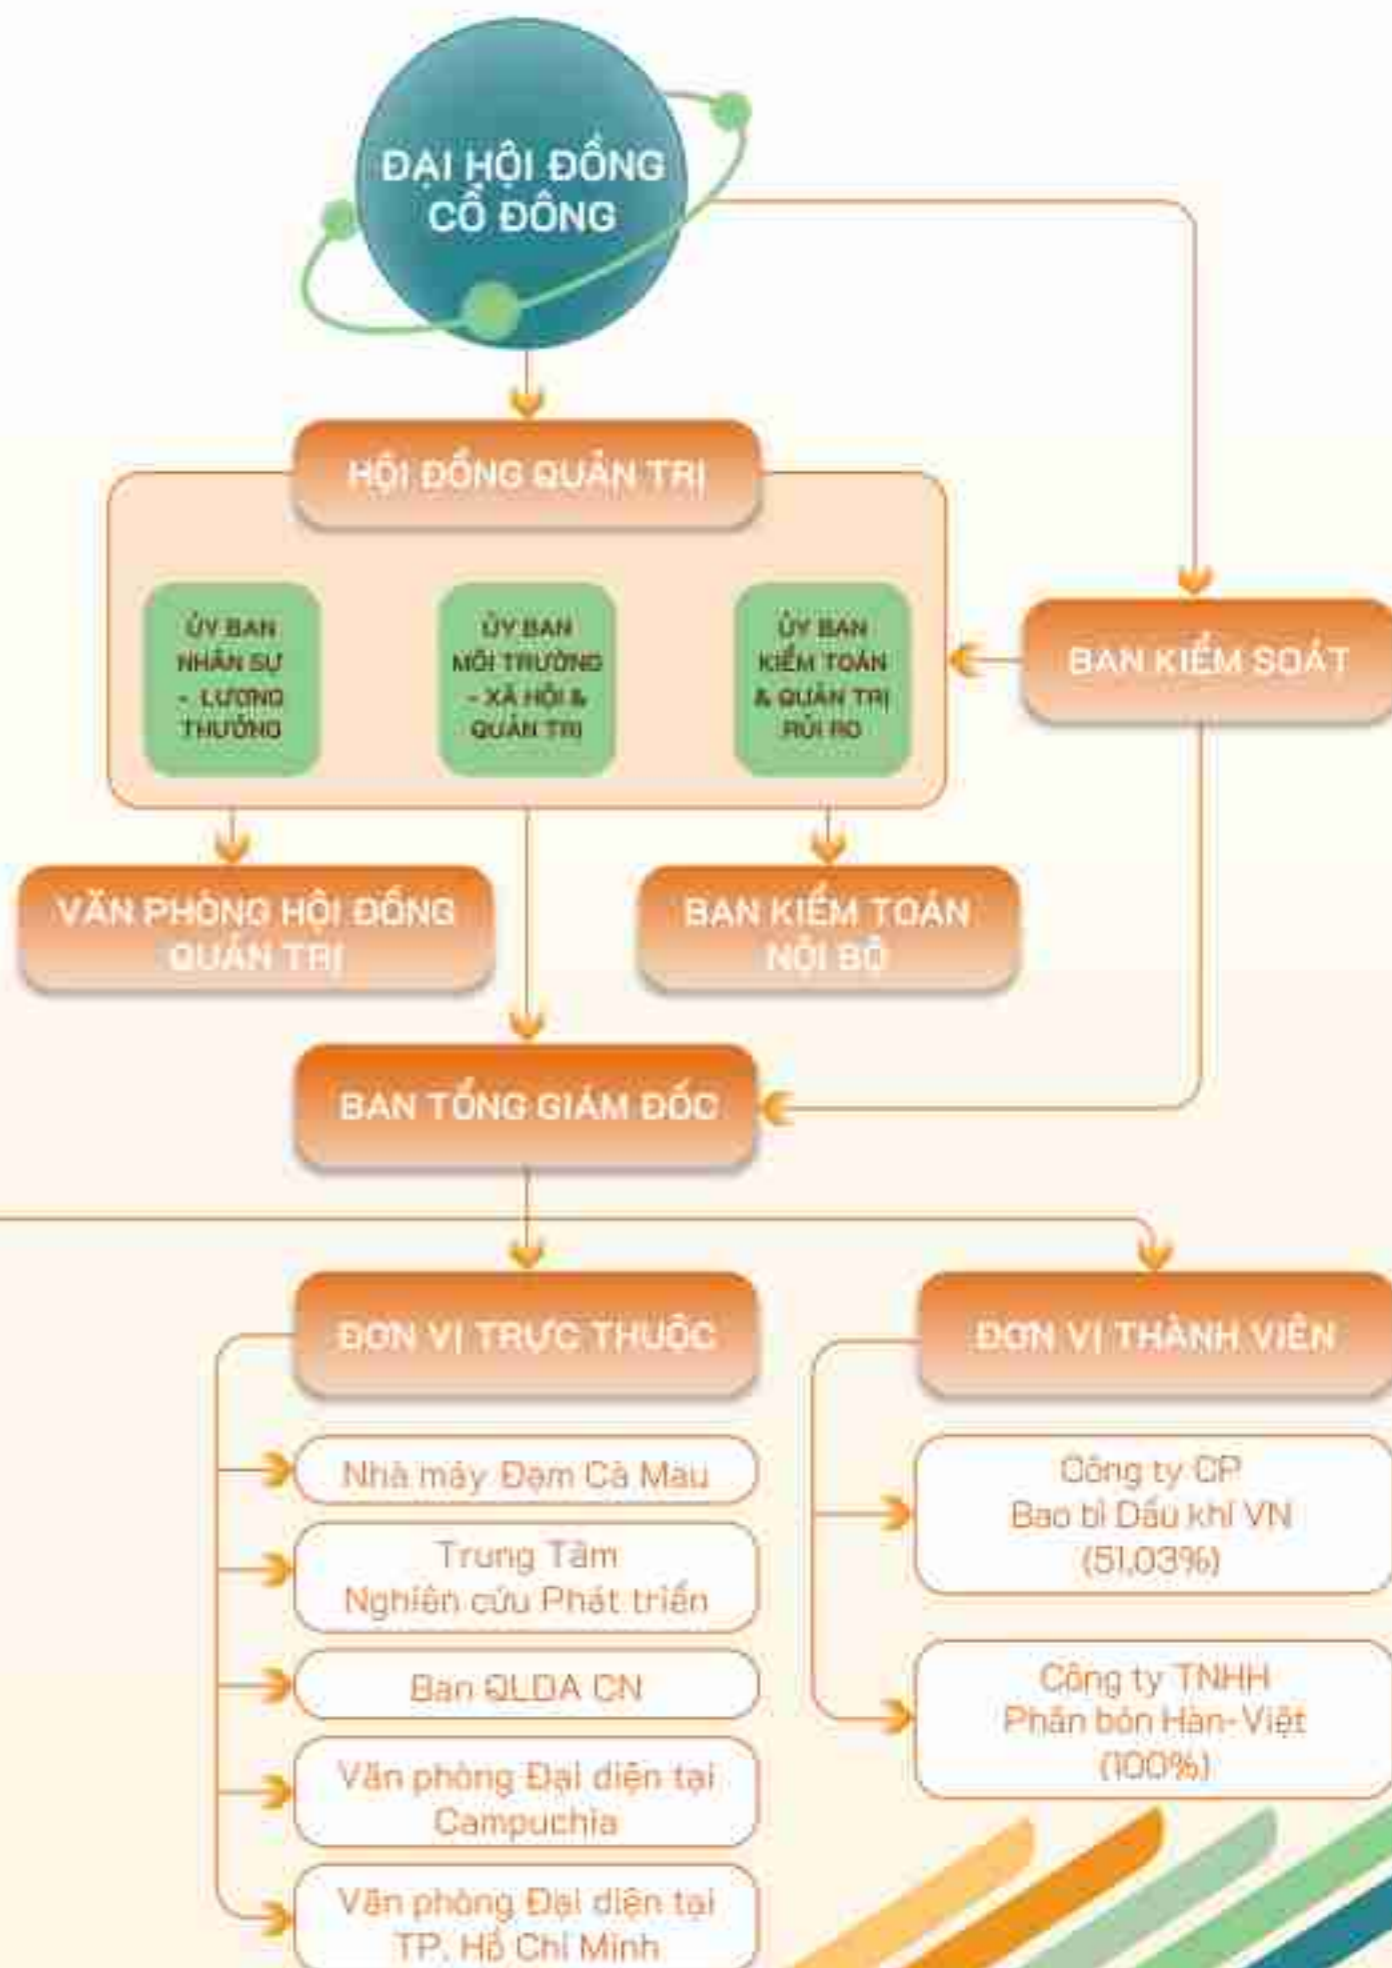 ĐẠI HỘI ĐỒNG
CỔ ĐÔNG
HỘI ĐỒNG QUẢN TRỊ
ỦY BAN
NHÂN SỰ
- LƯƠNG
THƯỞNG
ỦY BAN
MÔI TRƯỜNG
- XÃ HỘI &
QUẢN TRỊ
ỦY BAN
KIỂM TOÁN
& QUẢN TRỊ
RỦI RO
BAN KIỂM SOÁT
VĂN PHÒNG HỘI ĐỒNG
QUẢN TRỊ
BAN KIỂM TOÁN
NỘI BỘ
BAN TỔNG GIÁM ĐỐC
ĐƠN VỊ TRỰC THUỘC
Nhà máy Đạm Cà Mau
Trung Tâm
Nghiên cứu Phát triển
Ban QLDA CN
Văn phòng Đại diện tại
Campuchia
Văn phòng Đại diện tại
TP. Hồ Chí Minh
ĐƠN VỊ THÀNH VIÊN
Công ty CP
Bao bì Dầu khí VN
(51,03%)
Công ty TNHH
Phân bón Hàn-Việt
(100%)